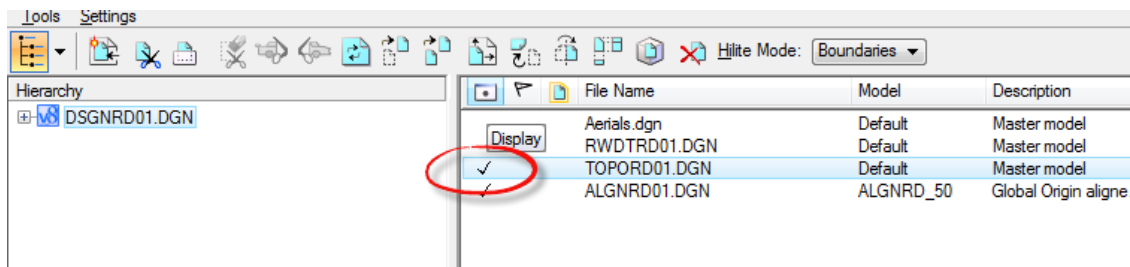 Tools Settings
Hilite Mode: Boundaries
Hierarchy
File Name Model Description
v8 DSGNRD01.DGN
Display
Aerials.dgn Default Master model
RWDTRD01.DGN Default Master model
TOPORD01.DGN Default Master model
ALGNRD01.DGN ALGNRD_50 Global Origin aligne